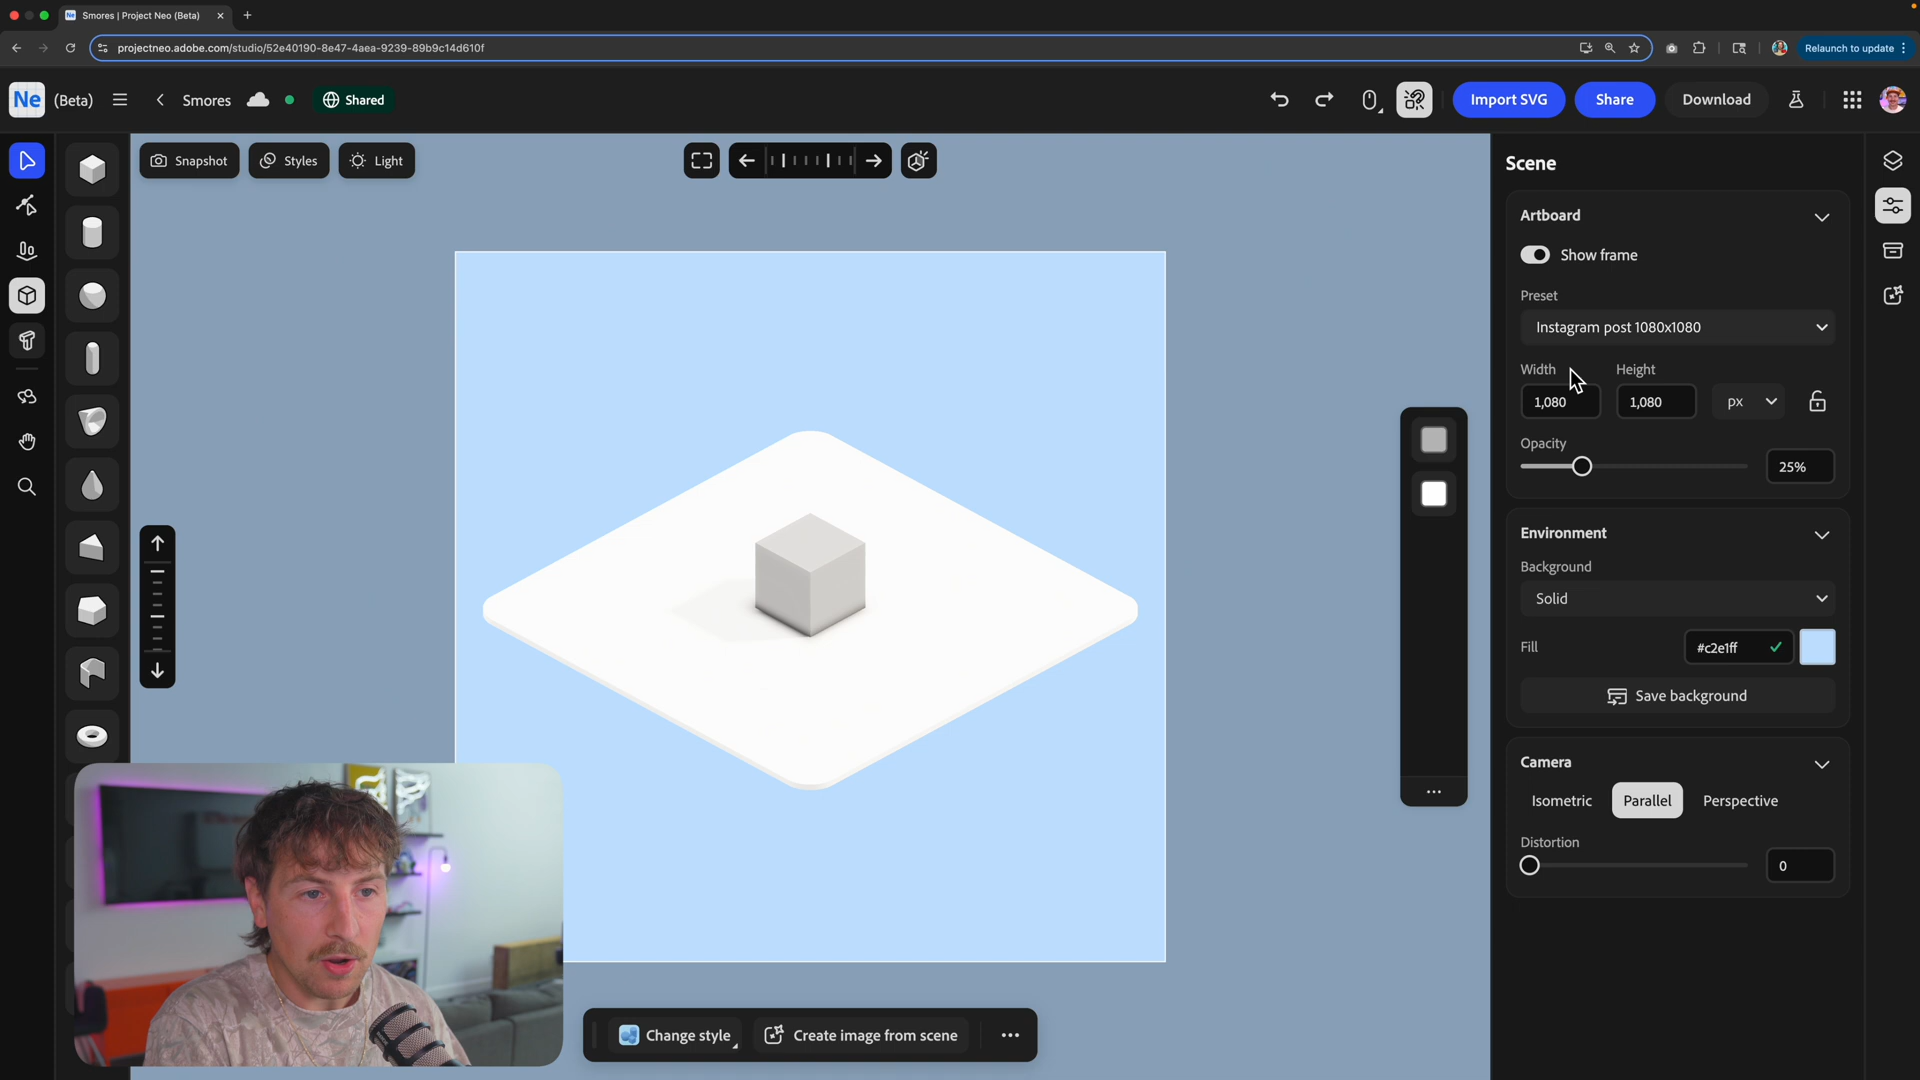 Ne Smores | Project Neo (Beta)
projectneo.adobe.com/studio/52e40190-8e47-4aea-9239-89b9c14d610f
Relaunch to update
Ne (Beta) Smores Shared Import SVG Share Download
Snapshot Styles Light
Scene
Artboard
Show frame
Preset
Instagram post 1080x1080
Width Height
1,080 1,080 px
Opacity
25%
Environment
Background
Solid
Fill #c2e1ff
Save background
Camera
Isometric Parallel Perspective
Distortion
0
Change style Create image from scene